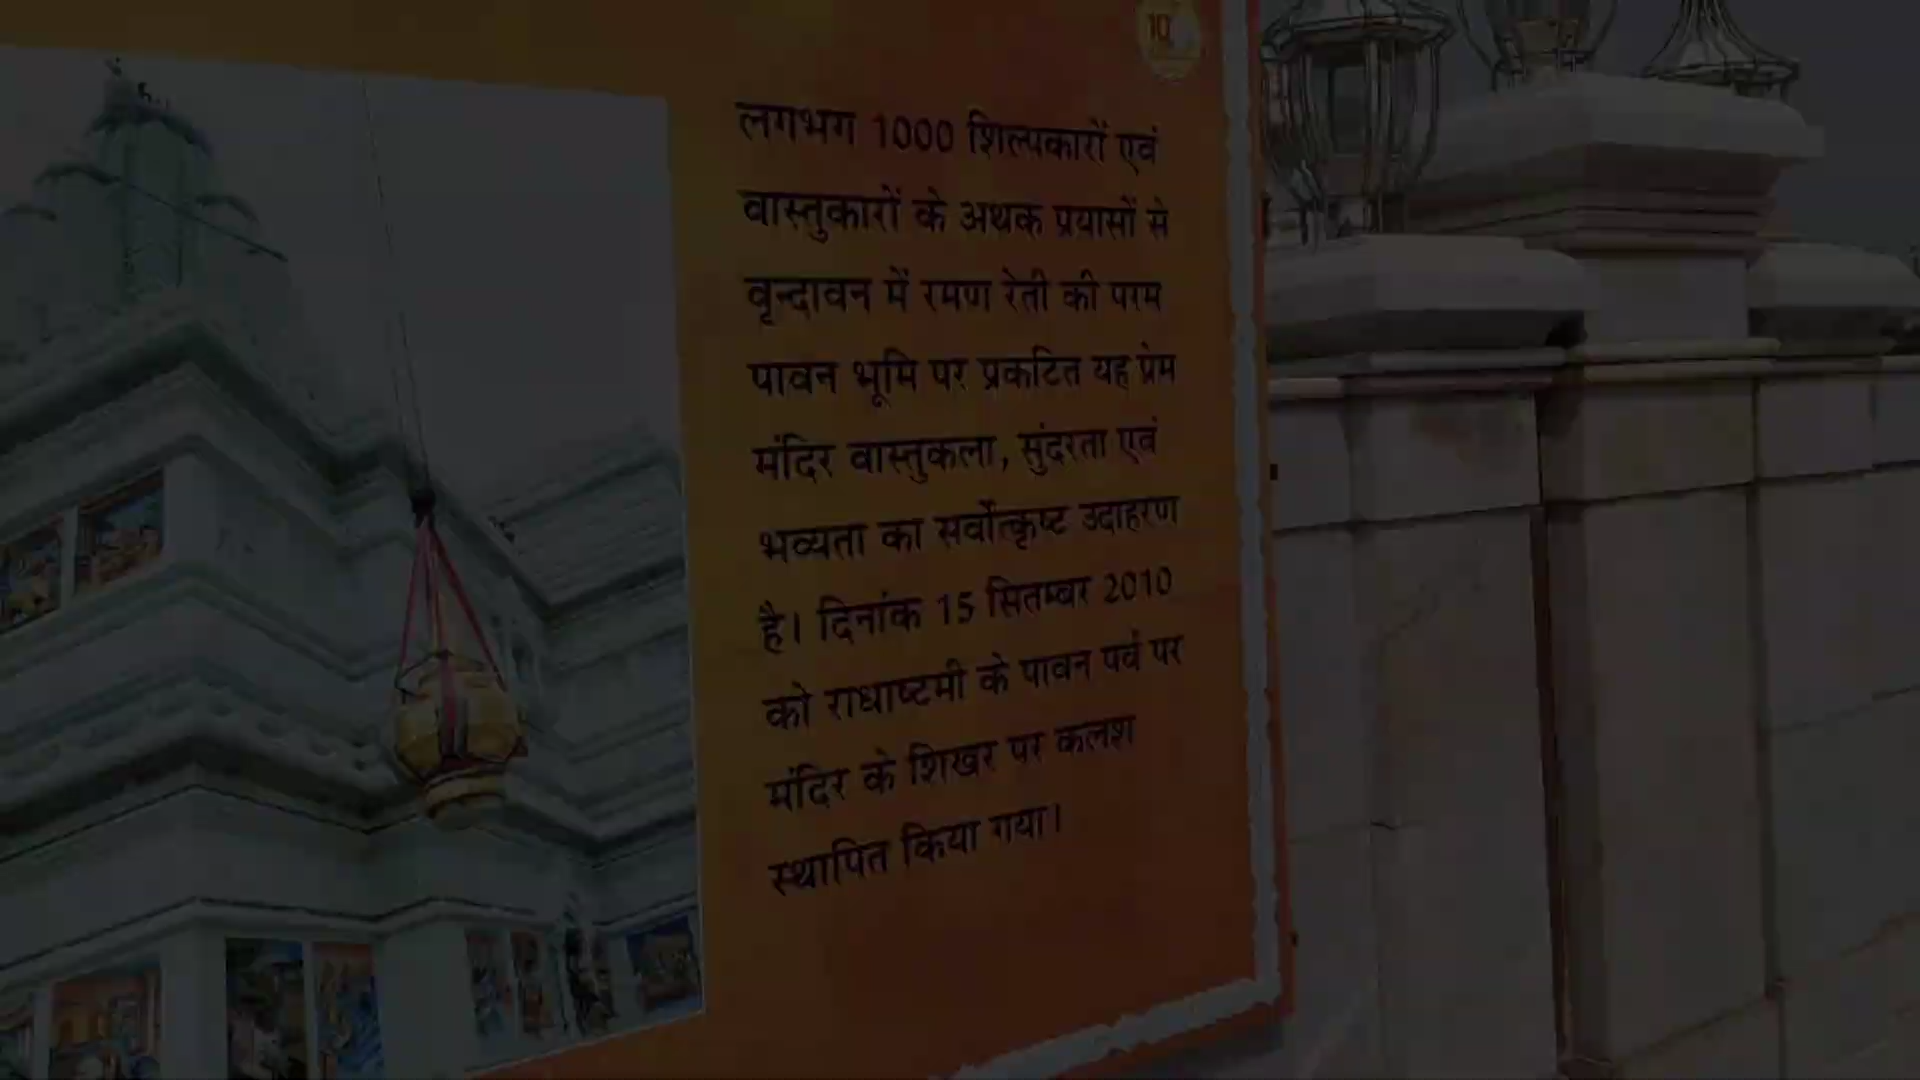 10
लगभग 1000 शिल्पकारों एवं
वास्तुकारों के अथक प्रयासों से
वृन्दावन में रमण रेती की परम
पावन भूमि पर प्रकटित यह प्रेम
मंदिर वास्तुकला, सुंदरता एवं
भव्यता का सर्वोत्कृष्ट उदाहरण
है। दिनांक 15 सितम्बर 2010
को राधाष्टमी के पावन पर्व पर
मंदिर के शिखर पर कलश
स्थापित किया गया।